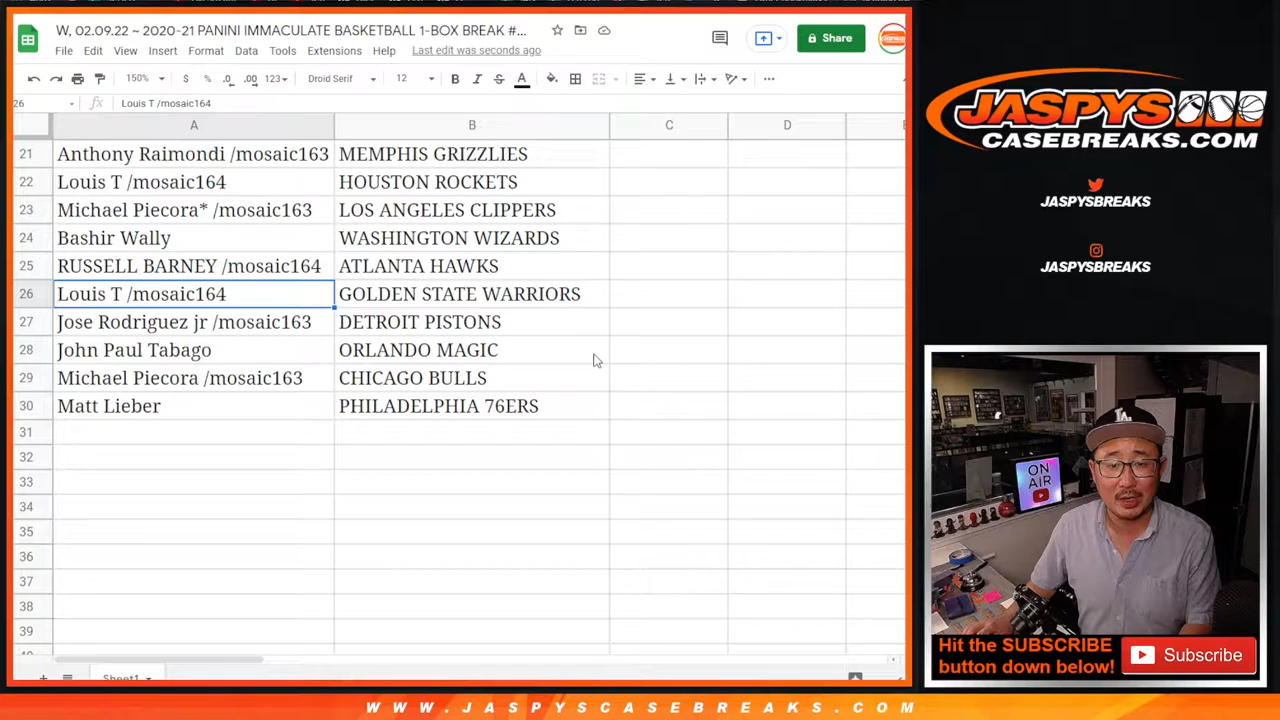 W, 02.09.22 ~ 2020-21 PANINI IMMACULATE BASKETBALL 1-BOX BREAK #...
File Edit View Insert Format Data Tools Extensions Help Last edit was seconds ago
Share
150% $ % .0 .00 123 Droid Serif 12 B I S A
26 fx Louis T /mosaic164
A B C D
21 Anthony Raimondi /mosaic163 MEMPHIS GRIZZLIES
22 Louis T /mosaic164 HOUSTON ROCKETS
23 Michael Piecora* /mosaic163 LOS ANGELES CLIPPERS
24 Bashir Wally WASHINGTON WIZARDS
25 RUSSELL BARNEY /mosaic164 ATLANTA HAWKS
26 Louis T /mosaic164 GOLDEN STATE WARRIORS
27 Jose Rodriguez jr /mosaic163 DETROIT PISTONS
28 John Paul Tabago ORLANDO MAGIC
29 Michael Piecora /mosaic163 CHICAGO BULLS
30 Matt Lieber PHILADELPHIA 76ERS
31
32
33
34
35
36
37
38
39
Sheet1
JASPYS
CASEBREAKS.COM
JASPYSBREAKS
JASPYSBREAKS
ON
AIR
LA
Hit the SUBSCRIBE
button down below!
Subscribe
WWW.JASPYSCASEBREAKS.COM